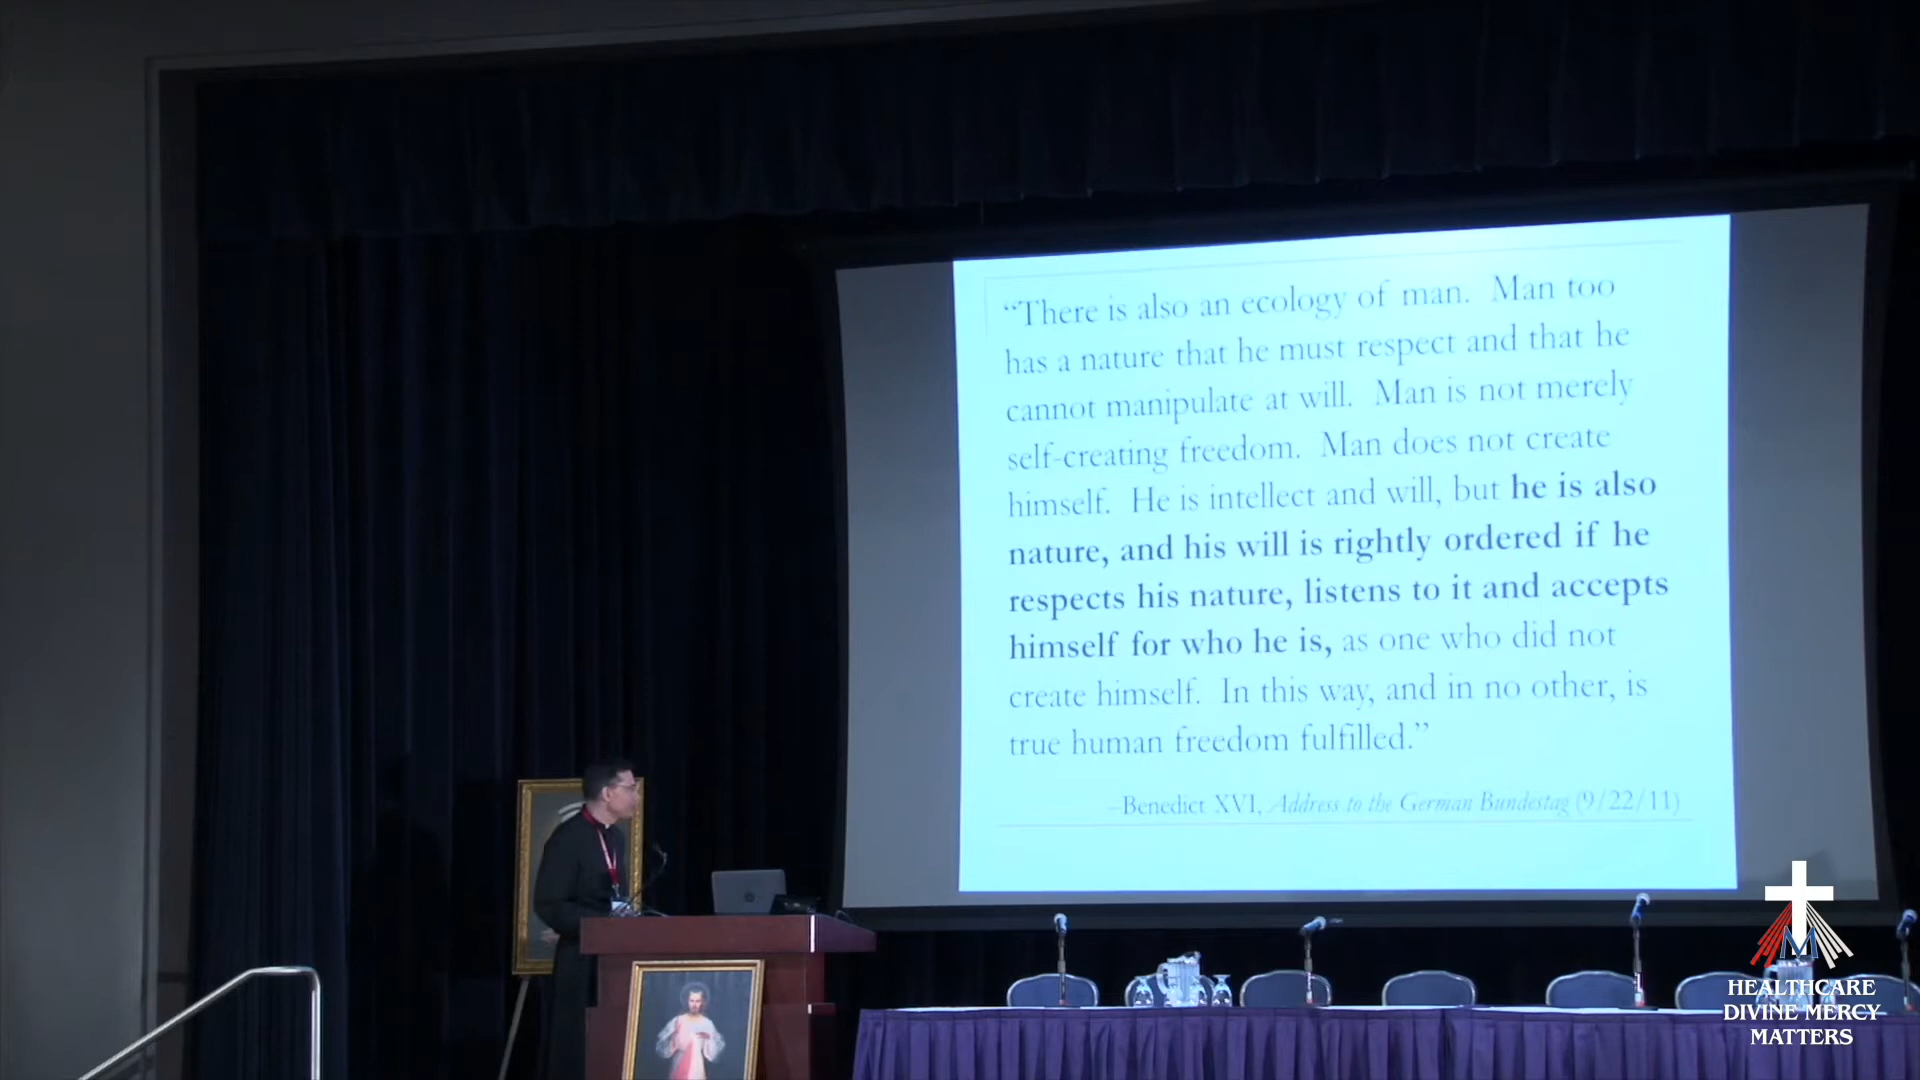 “There is also an ecology of man.  Man too
has a nature that he must respect and that he
cannot manipulate at will.  Man is not merely
self-creating freedom.  Man does not create
himself.  He is intellect and will, but he is also
nature, and his will is rightly ordered if he
respects his nature, listens to it and accepts
himself for who he is, as one who did not
create himself.  In this way, and in no other, is
true human freedom fulfilled.”
–Benedict XVI, Address to the German Bundestag (9/22/11)
M
HEALTHCARE
DIVINE MERCY
MATTERS